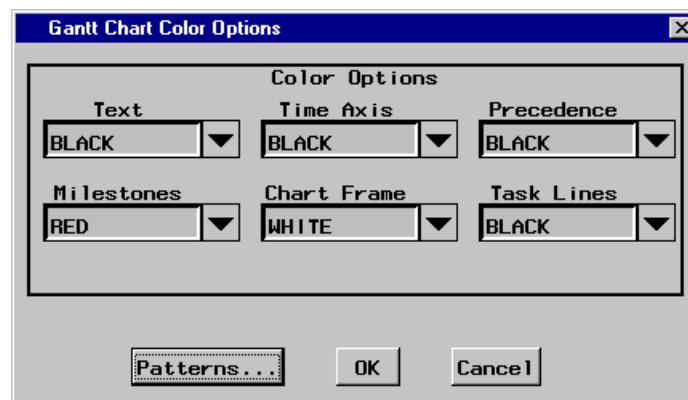 Gantt Chart Color Options
Color Options
Text Time Axis Precedence
BLACK BLACK BLACK
Milestones Chart Frame Task Lines
RED WHITE BLACK
Patterns... OK Cancel